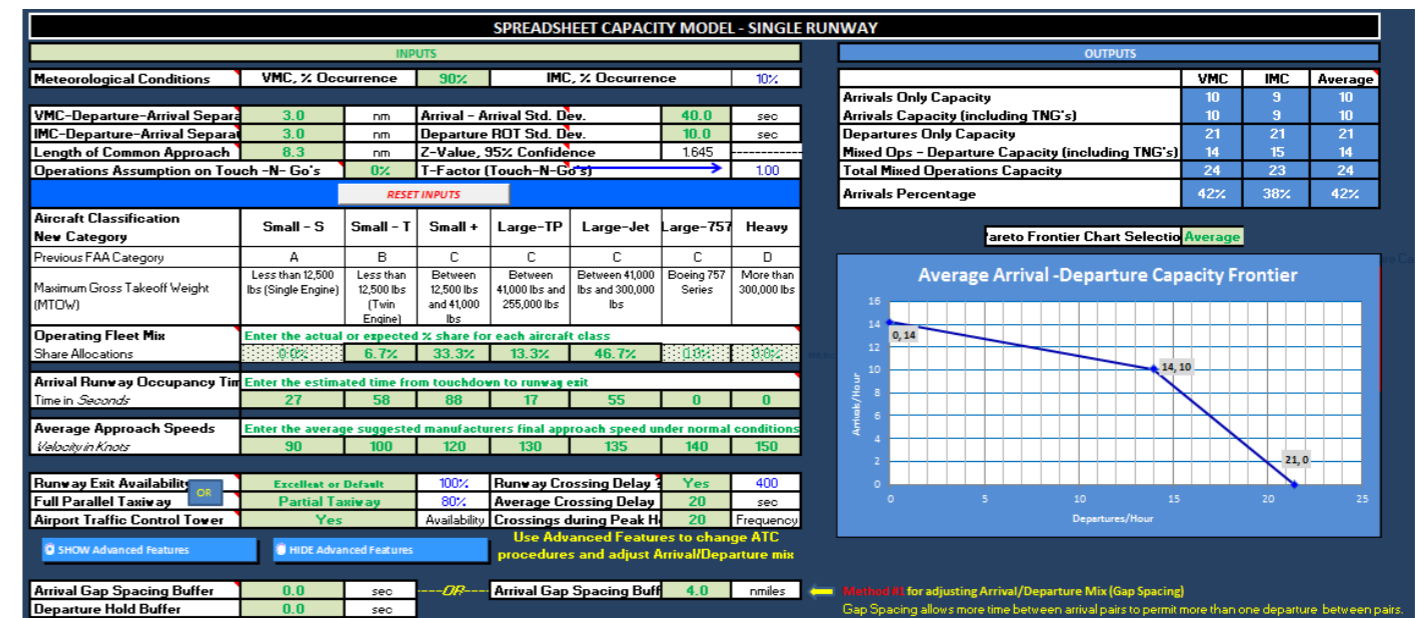 SPREADSHEET CAPACITY MODEL - SINGLE RUNWAY
INPUTS
Meteorological Conditions VMC, % Occurrence 90% IMC, % Occurrence 10%
VMC-Departure-Arrival Separa 3.0 nm Arrival - Arrival Std. Dev. 40.0 sec
IMC-Departure-Arrival Separat 3.0 nm Departure ROT Std. Dev. 10.0 sec
Length of Common Approach 8.3 nm Z-Value, 95% Confidence 1.645 ------------
Operations Assumption on Touch -N- Go's 0% T-Factor (Touch-N-Go's) 1.00
RESET INPUTS
Aircraft Classification
New Category Small - S Small - T Small + Large-TP Large-Jet Large-757 Heavy
Previous FAA Category A B C C C C D
Maximum Gross Takeoff Weight (MTOW) Less than 12,500 lbs (Single Engine) Less than 12,500 lbs (Twin Engine) Between 12,500 lbs and 41,000 lbs Between 41,000 lbs and 255,000 lbs Between 41,000 lbs and 300,000 lbs Boeing 757 Series More than 300,000 lbs
Operating Fleet Mix Enter the actual or expected % share for each aircraft class
Share Allocations 0.0% 6.7% 33.3% 13.3% 46.7% 0.0% 0.0%
Arrival Runway Occupancy Tim Enter the estimated time from touchdown to runway exit
Time in Seconds 27 58 88 17 55 0 0
Average Approach Speeds Enter the average suggested manufacturers final approach speed under normal conditions
Velocity in Knots 90 100 120 130 135 140 150
Runway Exit Availability Excellent or Default 100% Runway Crossing Delay ? Yes 400
OR
Full Parallel Taxiway Partial Taxiway 80% Average Crossing Delay 20 sec
Airport Traffic Control Tower Yes Availability Crossings during Peak H 20 Frequency
SHOW Advanced Features HIDE Advanced Features
Use Advanced Features to change ATC
procedures and adjust Arrival/Departure mix
Arrival Gap Spacing Buffer 0.0 sec ----OR---- Arrival Gap Spacing Buff 4.0 nmiles
Departure Hold Buffer 0.0 sec
OUTPUTS
VMC IMC Average
Arrivals Only Capacity 10 9 10
Arrivals Capacity (including TNG's) 10 9 10
Departures Only Capacity 21 21 21
Mixed Ops - Departure Capacity (including TNG's) 14 15 14
Total Mixed Operations Capacity 24 23 24
Arrivals Percentage 42% 38% 42%
Pareto Frontier Chart Selectio Average
Average Arrival -Departure Capacity Frontier
Arrivals/Hour
16
14
12
10
8
6
4
2
0
0, 14
14, 10
21, 0
0 5 10 15 20 25
Departures/Hour
Method #1 for adjusting Arrival/Departure Mix (Gap Spacing)
Gap Spacing allows more time between arrival pairs to permit more than one departure between pairs.